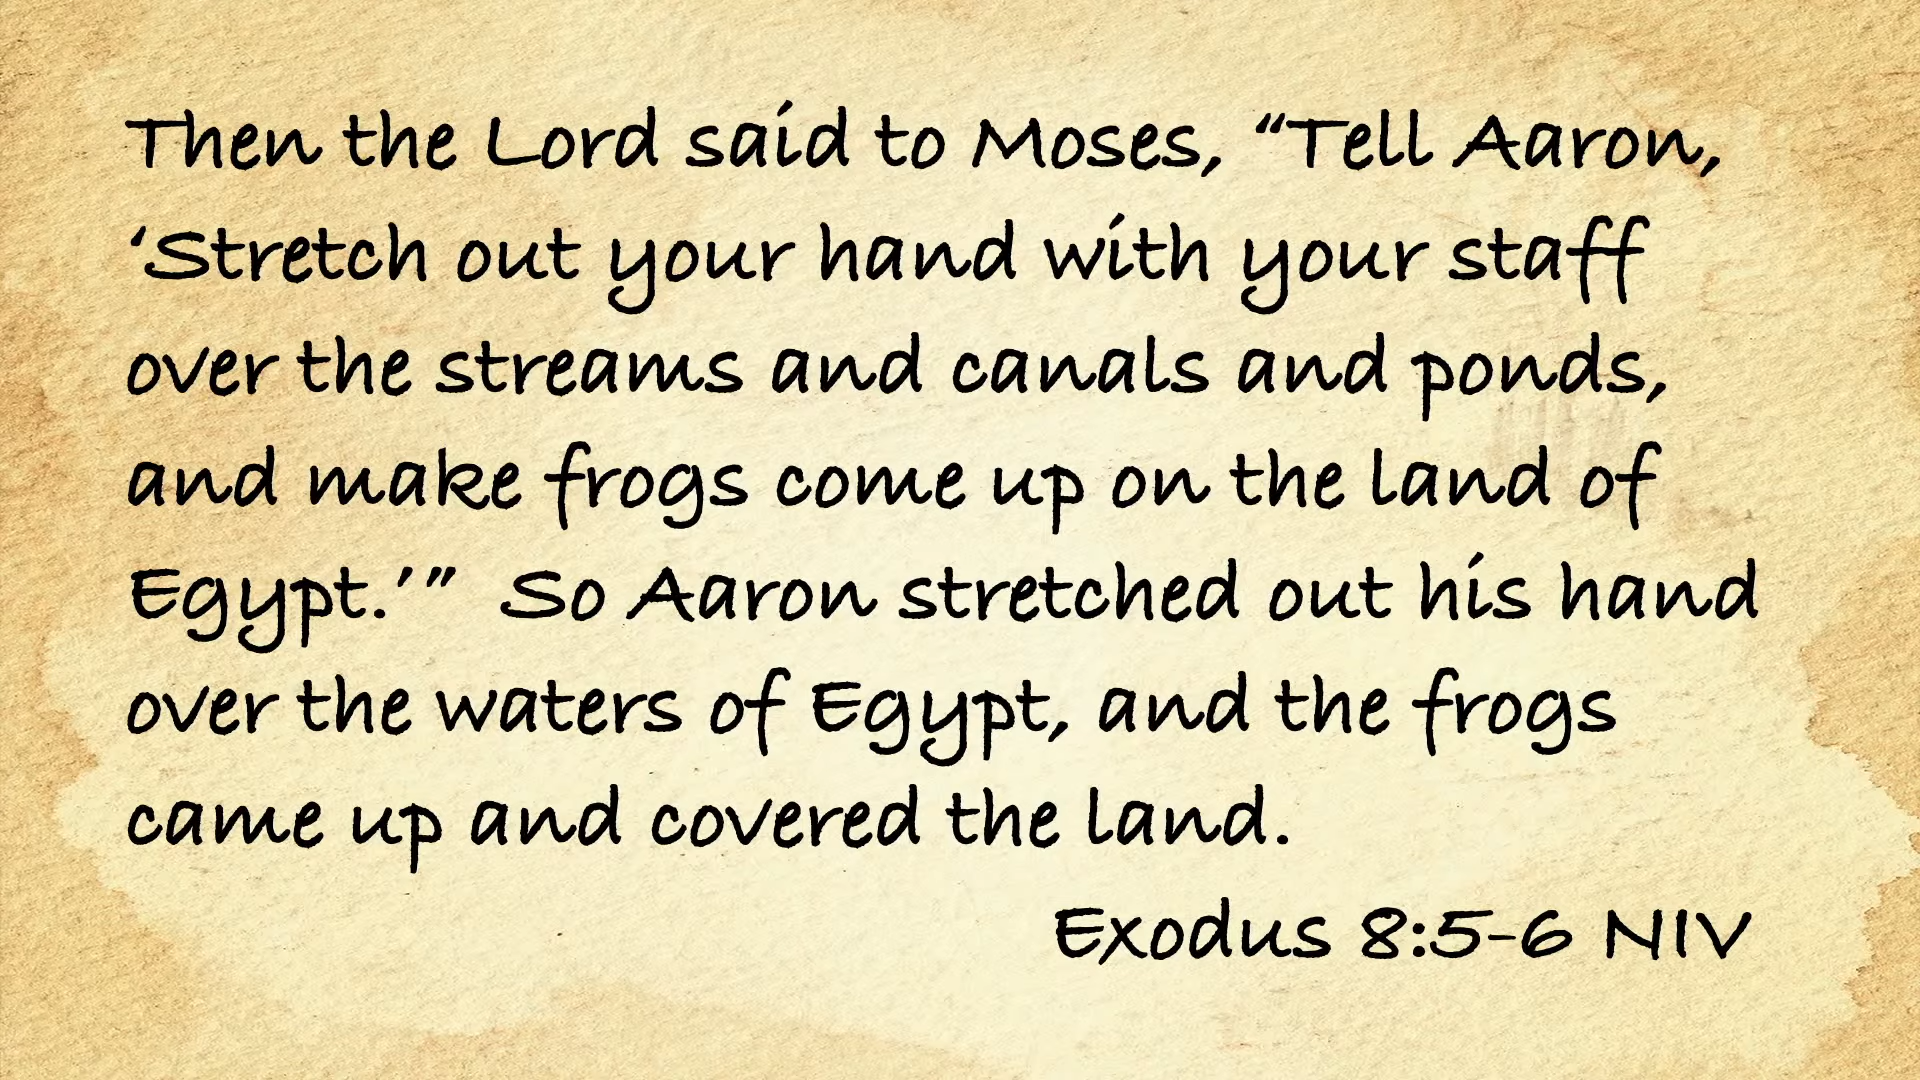 Then the Lord said to Moses, “Tell Aaron,
‘Stretch out your hand with your staff
over the streams and canals and ponds,
and make frogs come up on the land of
Egypt.’”  So Aaron stretched out his hand
over the waters of Egypt, and the frogs
came up and covered the land.
Exodus 8:5-6 NIV